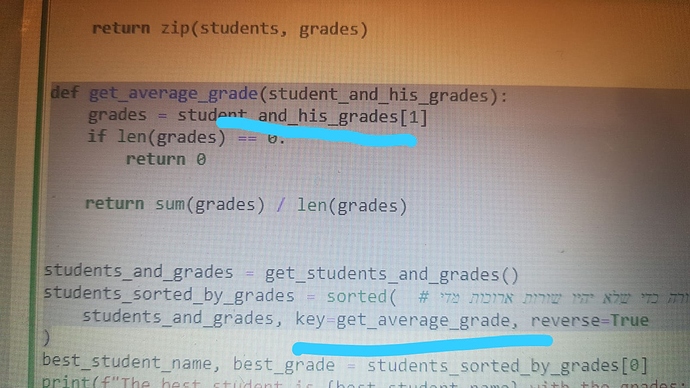 return zip(students, grades)
def get_average_grade(student_and_his_grades):
grades = student_and_his_grades[1]
if len(grades) == 0:
return 0
return sum(grades) / len(grades)
students_and_grades = get_students_and_grades()
students_sorted_by_grades = sorted( # כדי שלא יהיו שורות ארוכות מדי
students_and_grades, key=get_average_grade, reverse=True
)
best_student_name, best_grade = students_sorted_by_grades[0]
print(f"The best student is {best_student_name} with the grades: